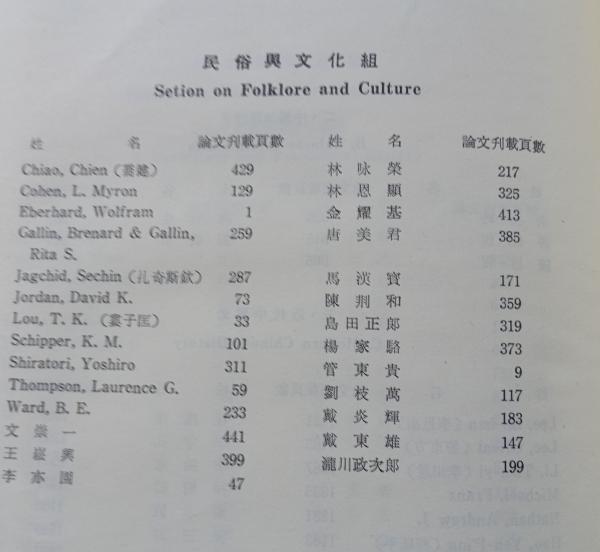 民俗與文化組
Setion on Folklore and Culture
姓 名 論文刋載頁數
Chiao, Chien (喬健) 429
Cohen, L. Myron 129
Eberhard, Wolfram 1
Gallin, Brenard & Gallin, 259
Rita S.
Jagchid, Sechin (扎奇斯欽) 287
Jordan, David K. 73
Lou, T. K. (婁子匡) 33
Schipper, K. M. 101
Shiratori, Yoshiro 311
Thompson, Laurence G. 59
Ward, B. E. 233
文崇一 441
王崧興 399
李亦園 47
姓 名 論文刋載頁數
林咏榮 217
林恩顯 325
金耀基 413
唐美君 385
馬漢寶 171
陳荆和 359
島田正郎 319
楊家駱 373
管東貴 9
劉枝萬 117
戴炎輝 183
戴東雄 147
瀧川政次郎 199